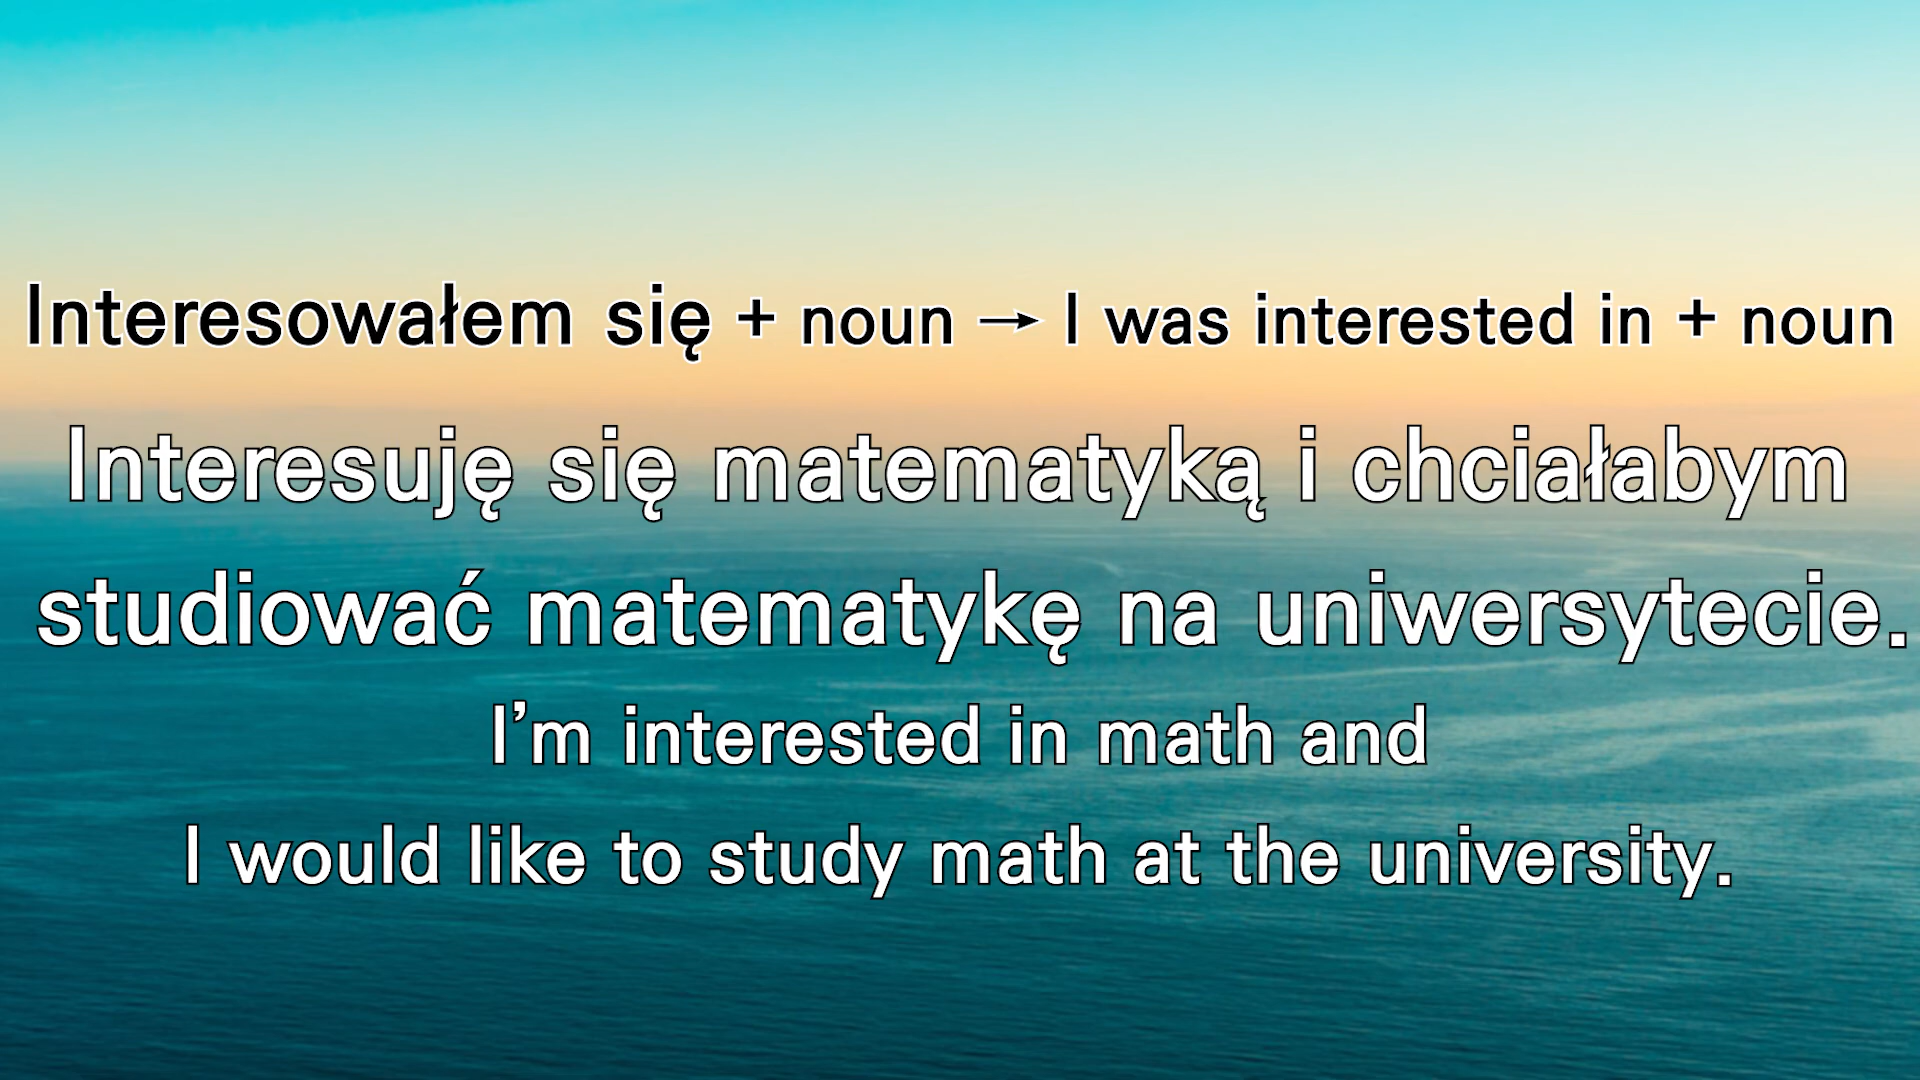 Interesowałem się + noun → I was interested in + noun
Interesuję się matematyką i chciałabym
studiować matematykę na uniwersytecie.
I’m interested in math and
I would like to study math at the university.